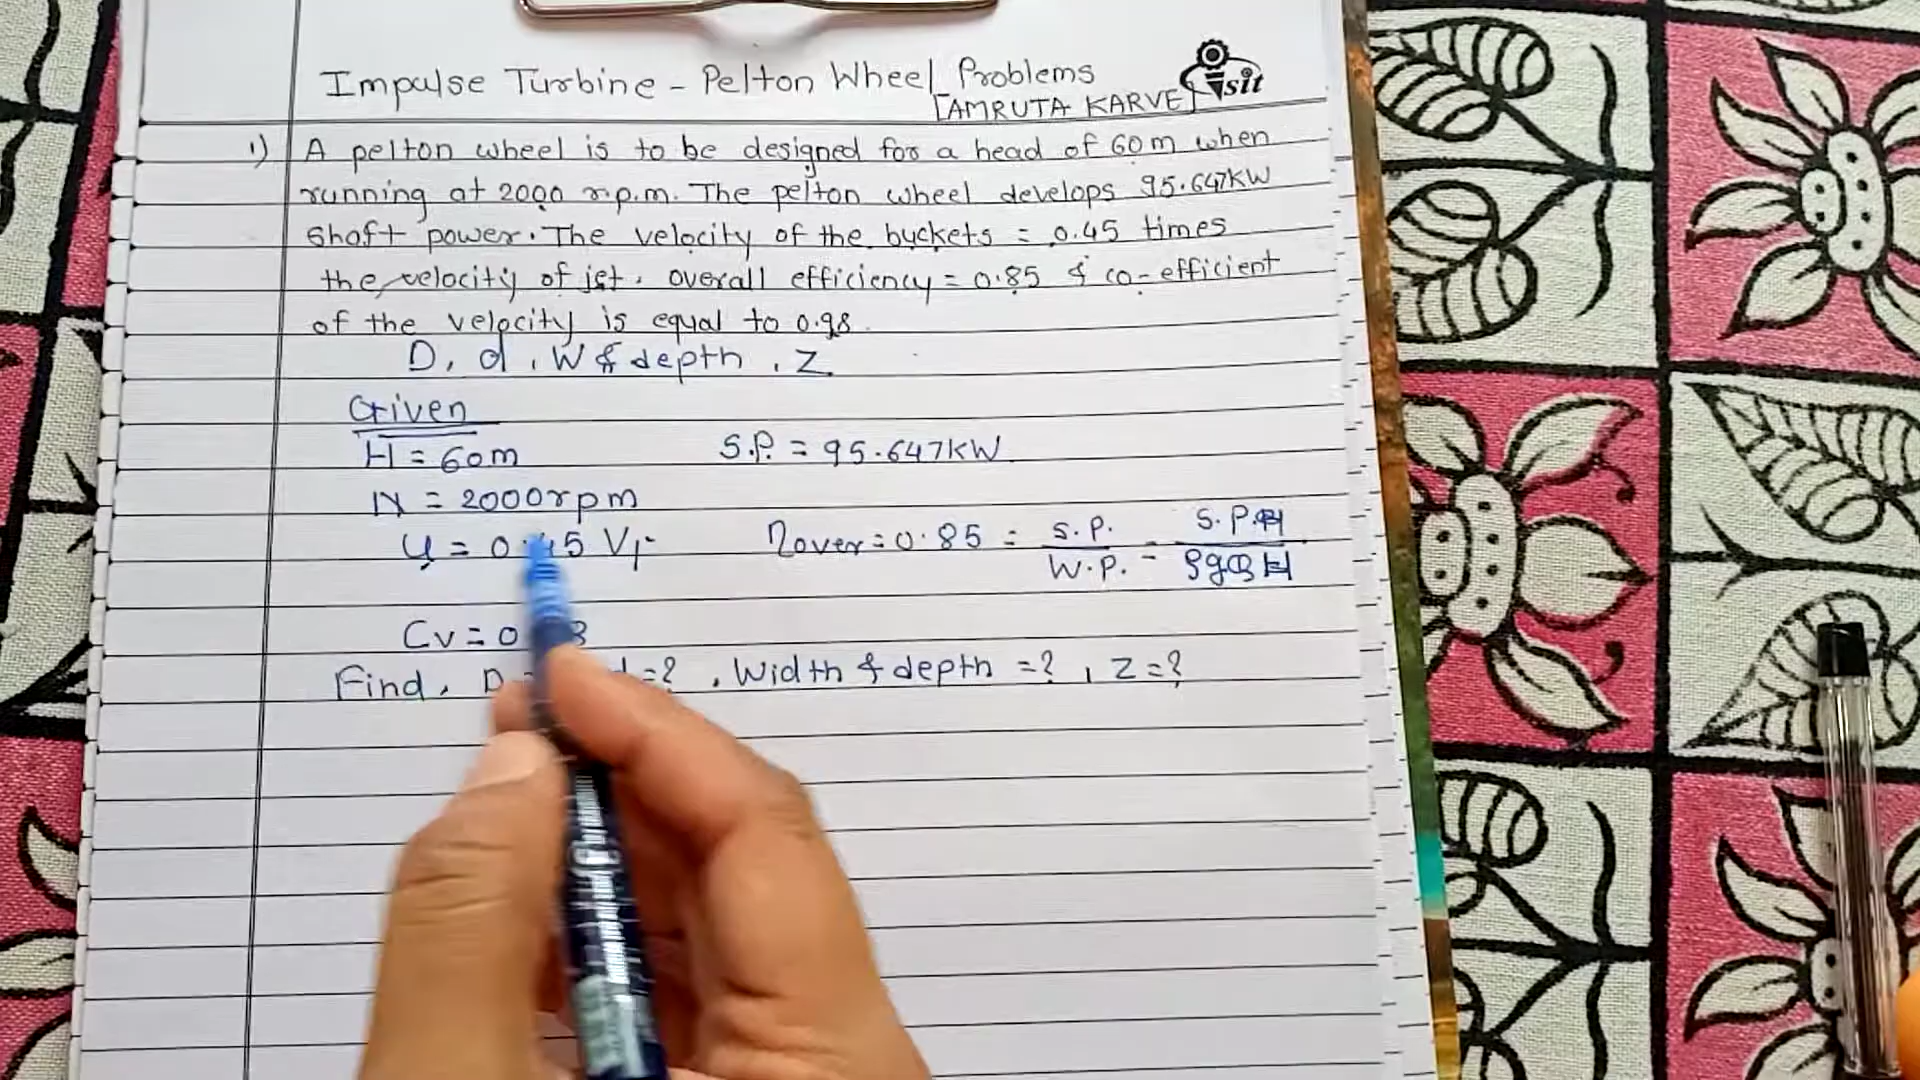 Impulse Turbine - Pelton Wheel Problems
[AMRUTA KARVE]
sit
1) A pelton wheel is to be designed for a head of 60m when
running at 2000 r.p.m. The pelton wheel develops 95.647KW
Shaft power. The velocity of the buckets = 0.45 times
the velocity of jet, overall efficiency = 0.85 & co-efficient
of the velocity is equal to 0.98.
D, d, W & depth, Z
Given
H = 60m S.P. = 95.647KW
N = 2000rpm
u = 0.45 V1 ηover = 0.85 = S.P. / W.P. = S.P. / ρgQH
Cv = 0
Find, =?, Width & depth =?, Z=?